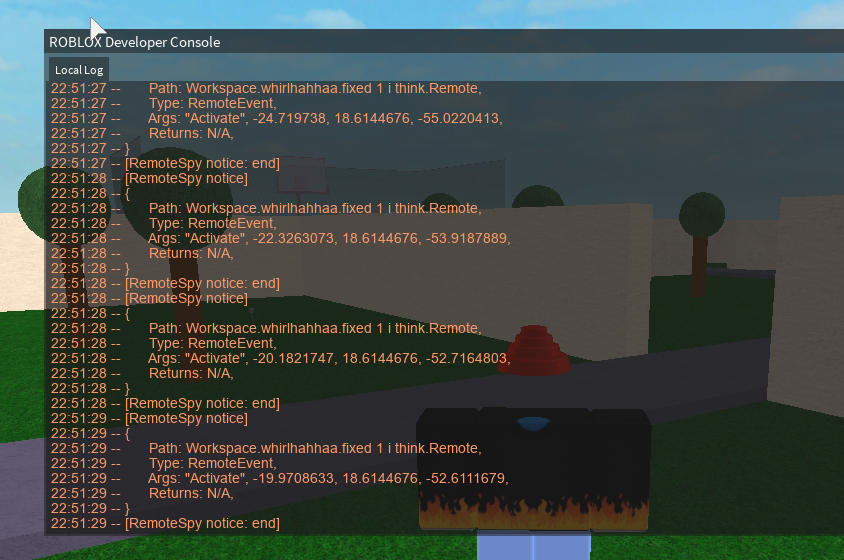 ROBLOX Developer Console
Local Log
22:51:27 -- Path: Workspace.whirlhahhaa.fixed 1 i think.Remote,
22:51:27 -- Type: RemoteEvent,
22:51:27 -- Args: "Activate", -24.719738, 18.6144676, -55.0220413,
22:51:27 -- Returns: N/A,
22:51:27 -- }
22:51:27 -- [RemoteSpy notice: end]
22:51:28 -- [RemoteSpy notice]
22:51:28 -- {
22:51:28 -- Path: Workspace.whirlhahhaa.fixed 1 i think.Remote,
22:51:28 -- Type: RemoteEvent,
22:51:28 -- Args: "Activate", -22.3263073, 18.6144676, -53.9187889,
22:51:28 -- Returns: N/A,
22:51:28 -- }
22:51:28 -- [RemoteSpy notice: end]
22:51:28 -- [RemoteSpy notice]
22:51:28 -- {
22:51:28 -- Path: Workspace.whirlhahhaa.fixed 1 i think.Remote,
22:51:28 -- Type: RemoteEvent,
22:51:28 -- Args: "Activate", -20.1821747, 18.6144676, -52.7164803,
22:51:28 -- Returns: N/A,
22:51:28 -- }
22:51:28 -- [RemoteSpy notice: end]
22:51:29 -- [RemoteSpy notice]
22:51:29 -- {
22:51:29 -- Path: Workspace.whirlhahhaa.fixed 1 i think.Remote,
22:51:29 -- Type: RemoteEvent,
22:51:29 -- Args: "Activate", -19.9708633, 18.6144676, -52.6111679,
22:51:29 -- Returns: N/A,
22:51:29 -- }
22:51:29 -- [RemoteSpy notice: end]